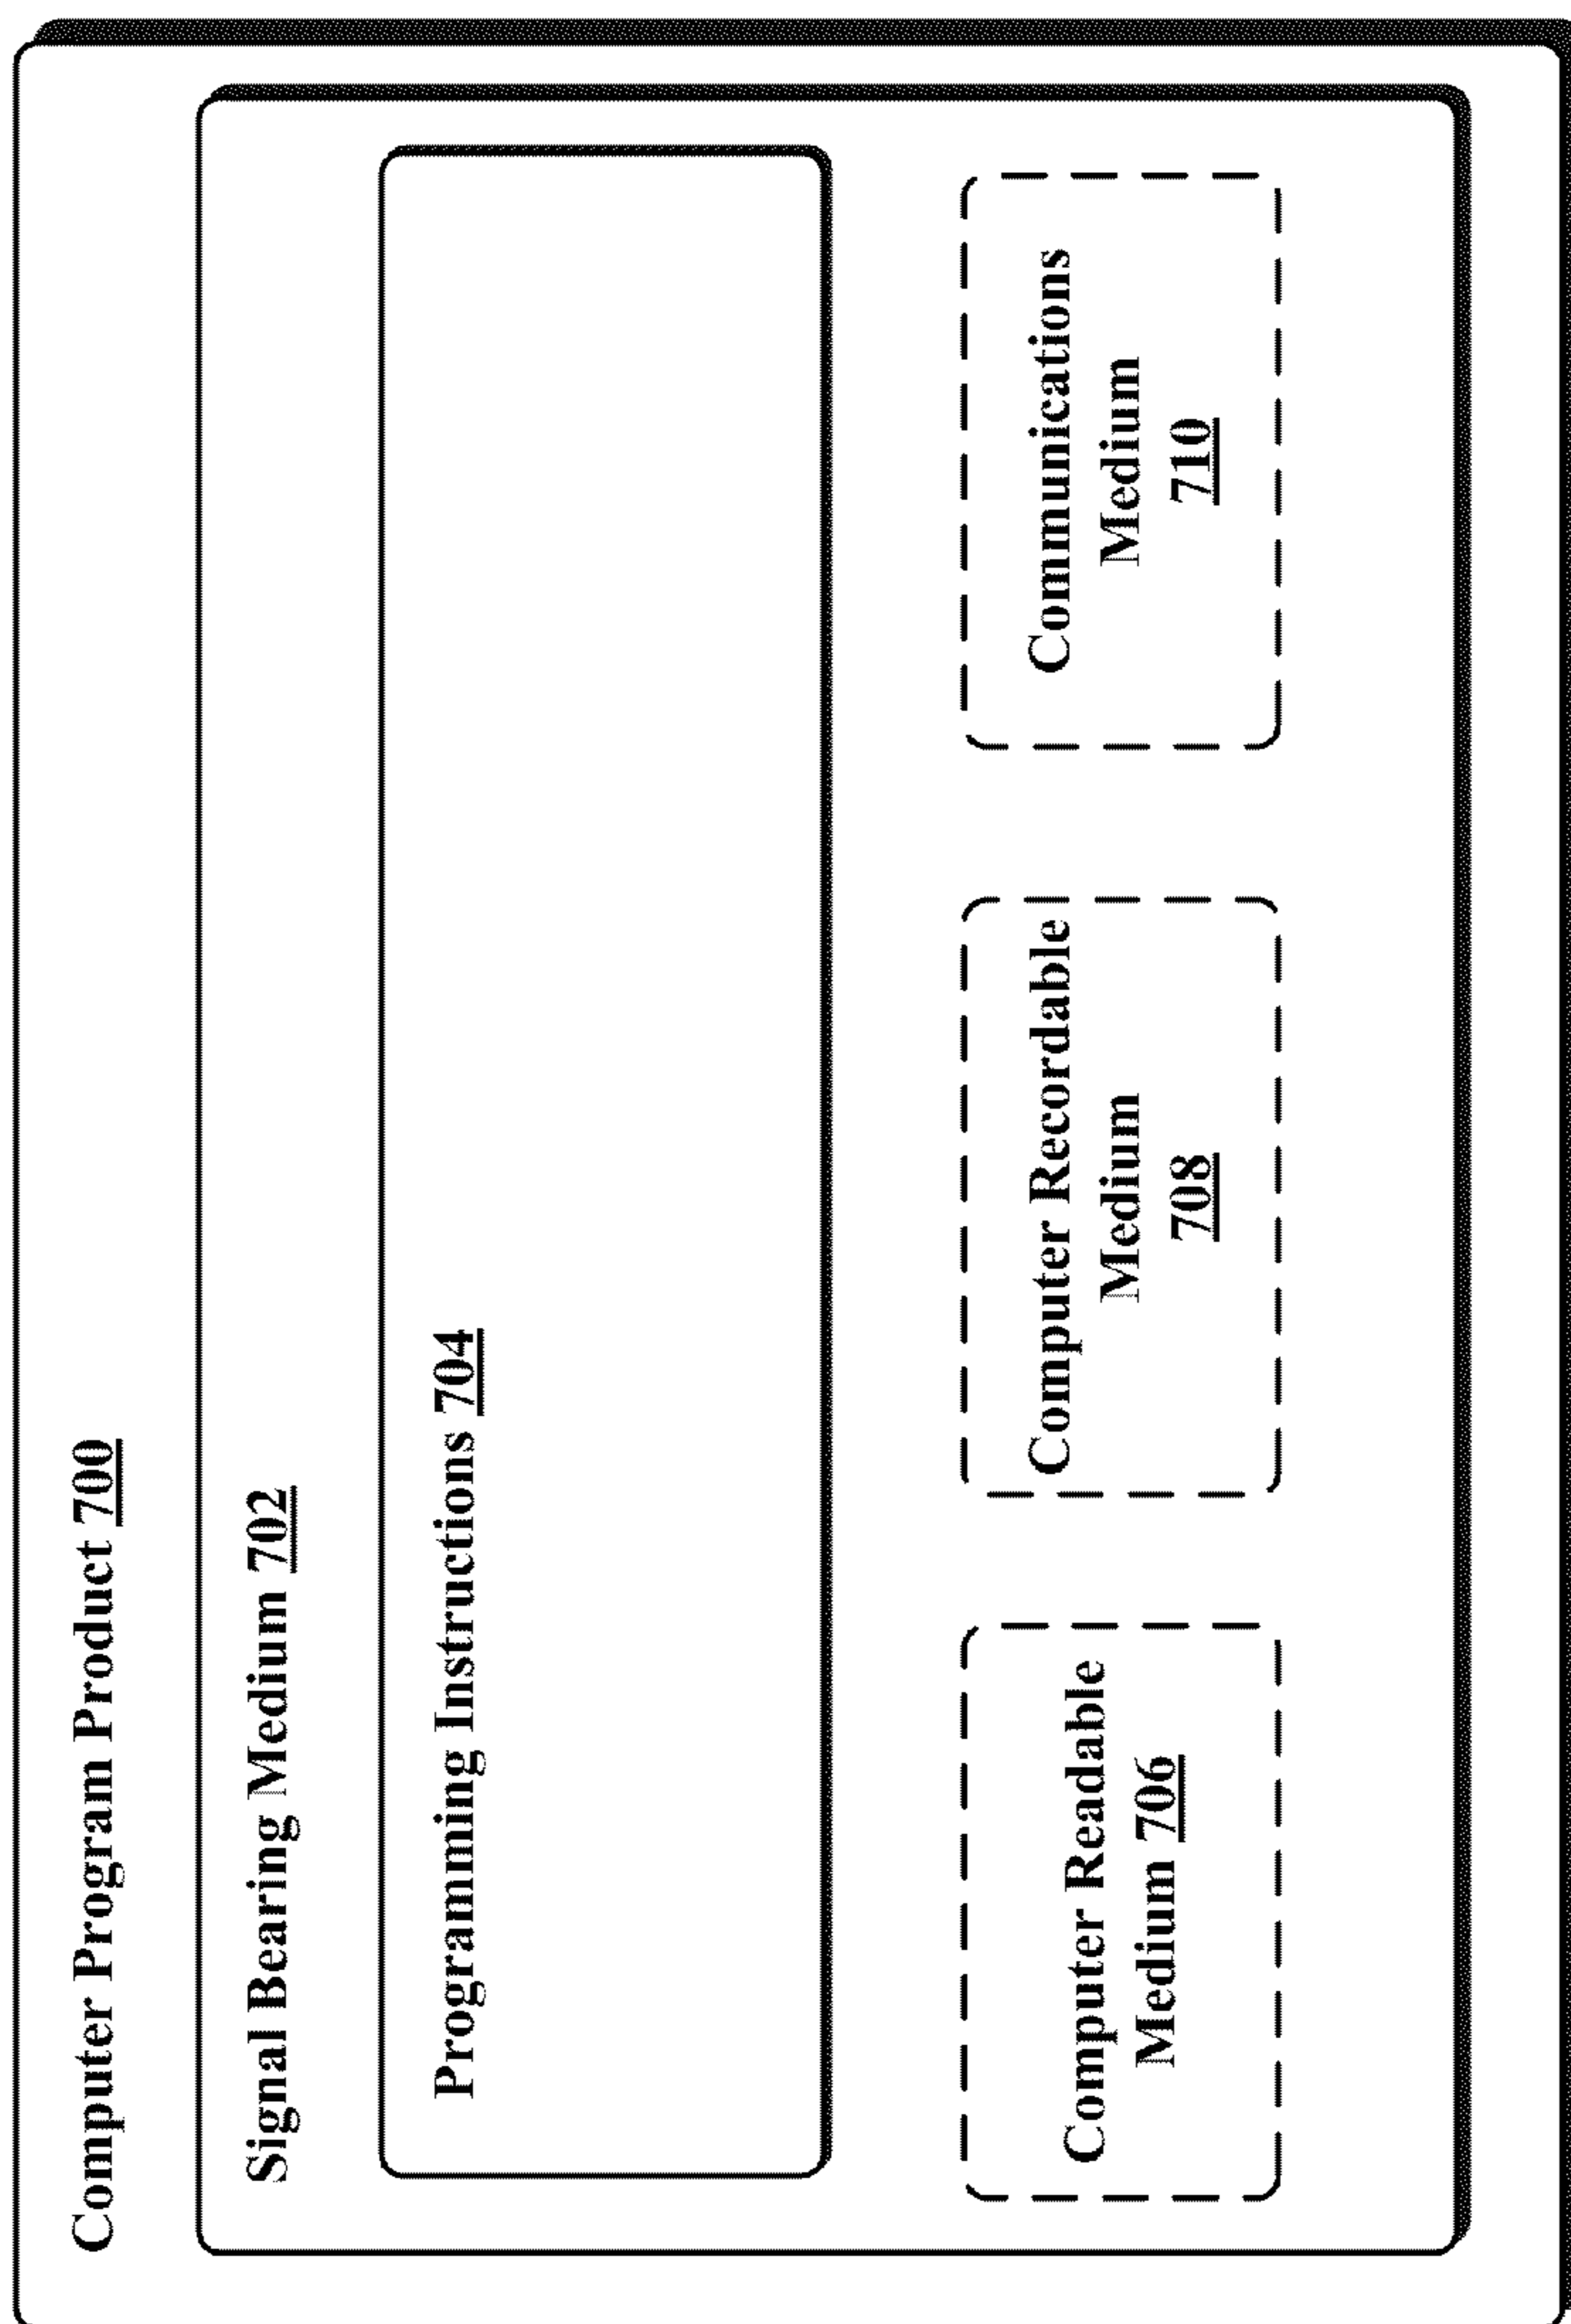 Computer Program Product 700
Signal Bearing Medium 702
Programming Instructions 704
Computer Readable
Medium 706
Computer Recordable
Medium
708
Communications
Medium
710